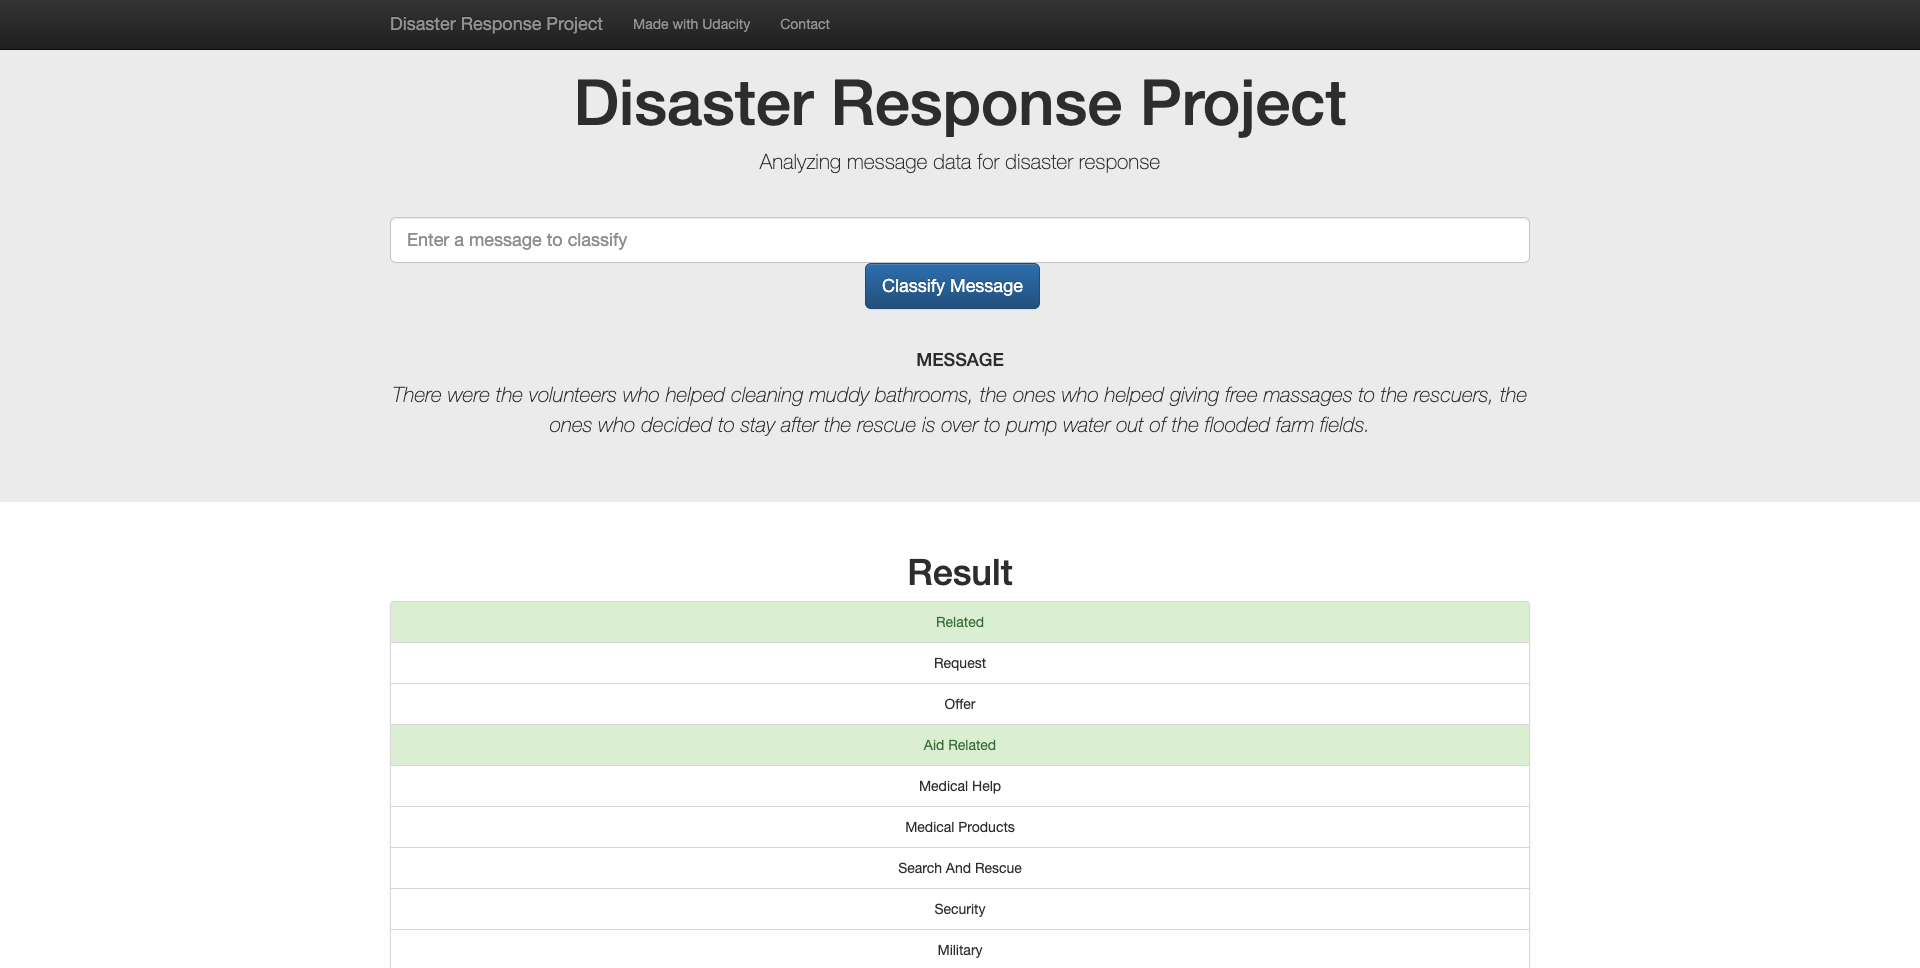 Disaster Response Project Made with Udacity Contact
Disaster Response Project
Analyzing message data for disaster response
Enter a message to classify
Classify Message
MESSAGE
There were the volunteers who helped cleaning muddy bathrooms, the ones who helped giving free massages to the rescuers, the
ones who decided to stay after the rescue is over to pump water out of the flooded farm fields.
Result
Related
Request
Offer
Aid Related
Medical Help
Medical Products
Search And Rescue
Security
Military